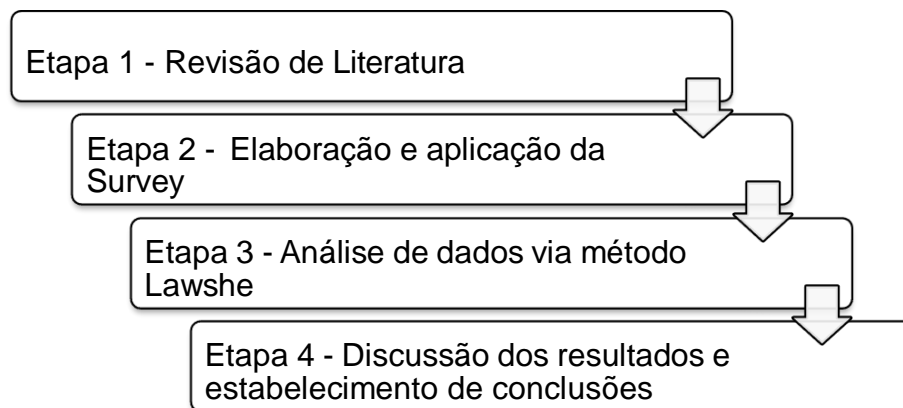 Etapa 1 - Revisão de Literatura
Etapa 2 - Elaboração e aplicação da
Survey
Etapa 3 - Análise de dados via método
Lawshe
Etapa 4 - Discussão dos resultados e
estabelecimento de conclusões